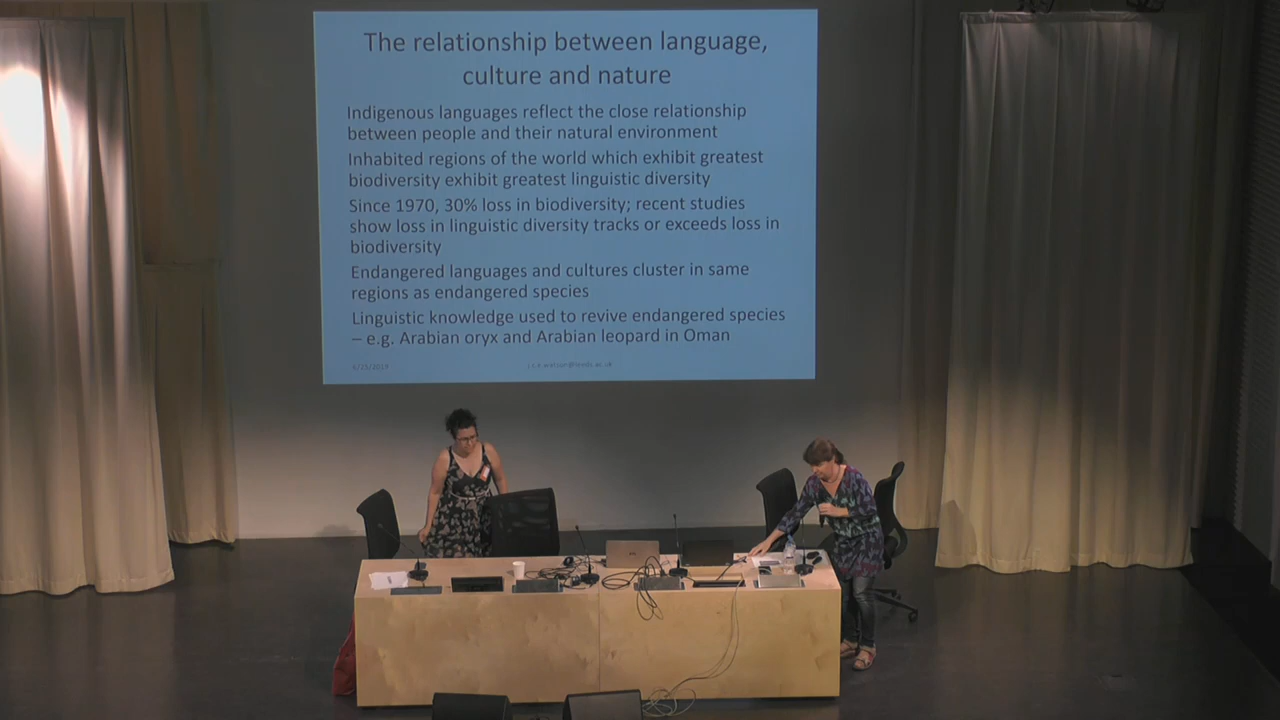 The relationship between language,
culture and nature
Indigenous languages reflect the close relationship
between people and their natural environment
Inhabited regions of the world which exhibit greatest
biodiversity exhibit greatest linguistic diversity
Since 1970, 30% loss in biodiversity; recent studies
show loss in linguistic diversity tracks or exceeds loss in
biodiversity
Endangered languages and cultures cluster in same
regions as endangered species
Linguistic knowledge used to revive endangered species
– e.g. Arabian oryx and Arabian leopard in Oman